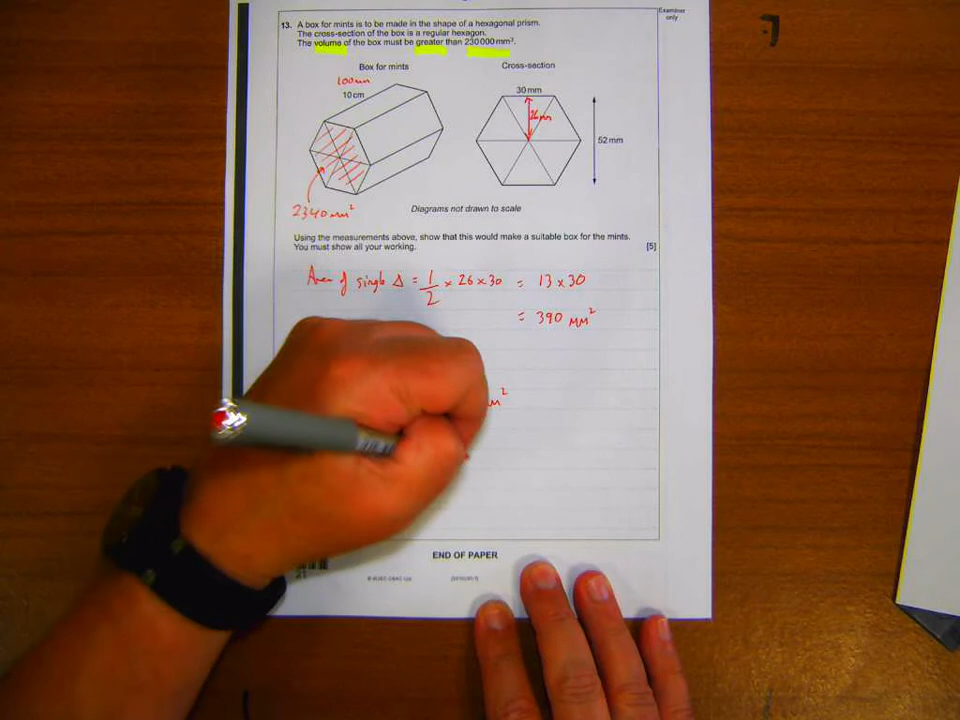 Examiner only
13. A box for mints is to be made in the shape of a hexagonal prism.
The cross-section of the box is a regular hexagon.
The volume of the box must be greater than 230 000 mm³.
Box for mints
Cross-section
100mm
10 cm
30 mm
26mm
52 mm
2340mm²
Diagrams not drawn to scale
Using the measurements above, show that this would make a suitable box for the mints.
You must show all your working.
[5]
Area of single Δ = 1/2 × 26 × 30 = 13 × 30
= 390 mm²
m²
END OF PAPER